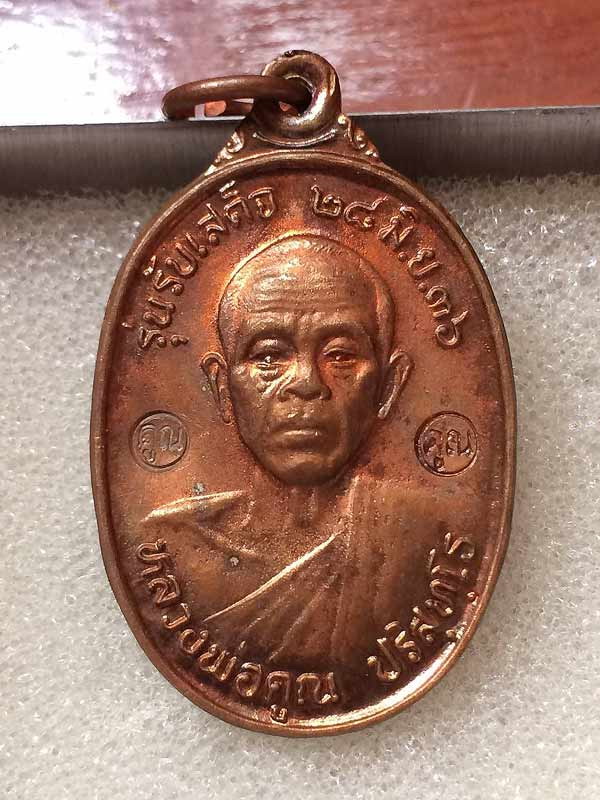 รุ่นรับเสด็จ ๒๔ มิ.ย.๓๖
คูณ
คูณ
หลวงพ่อคูณ ปริสุทฺโธ